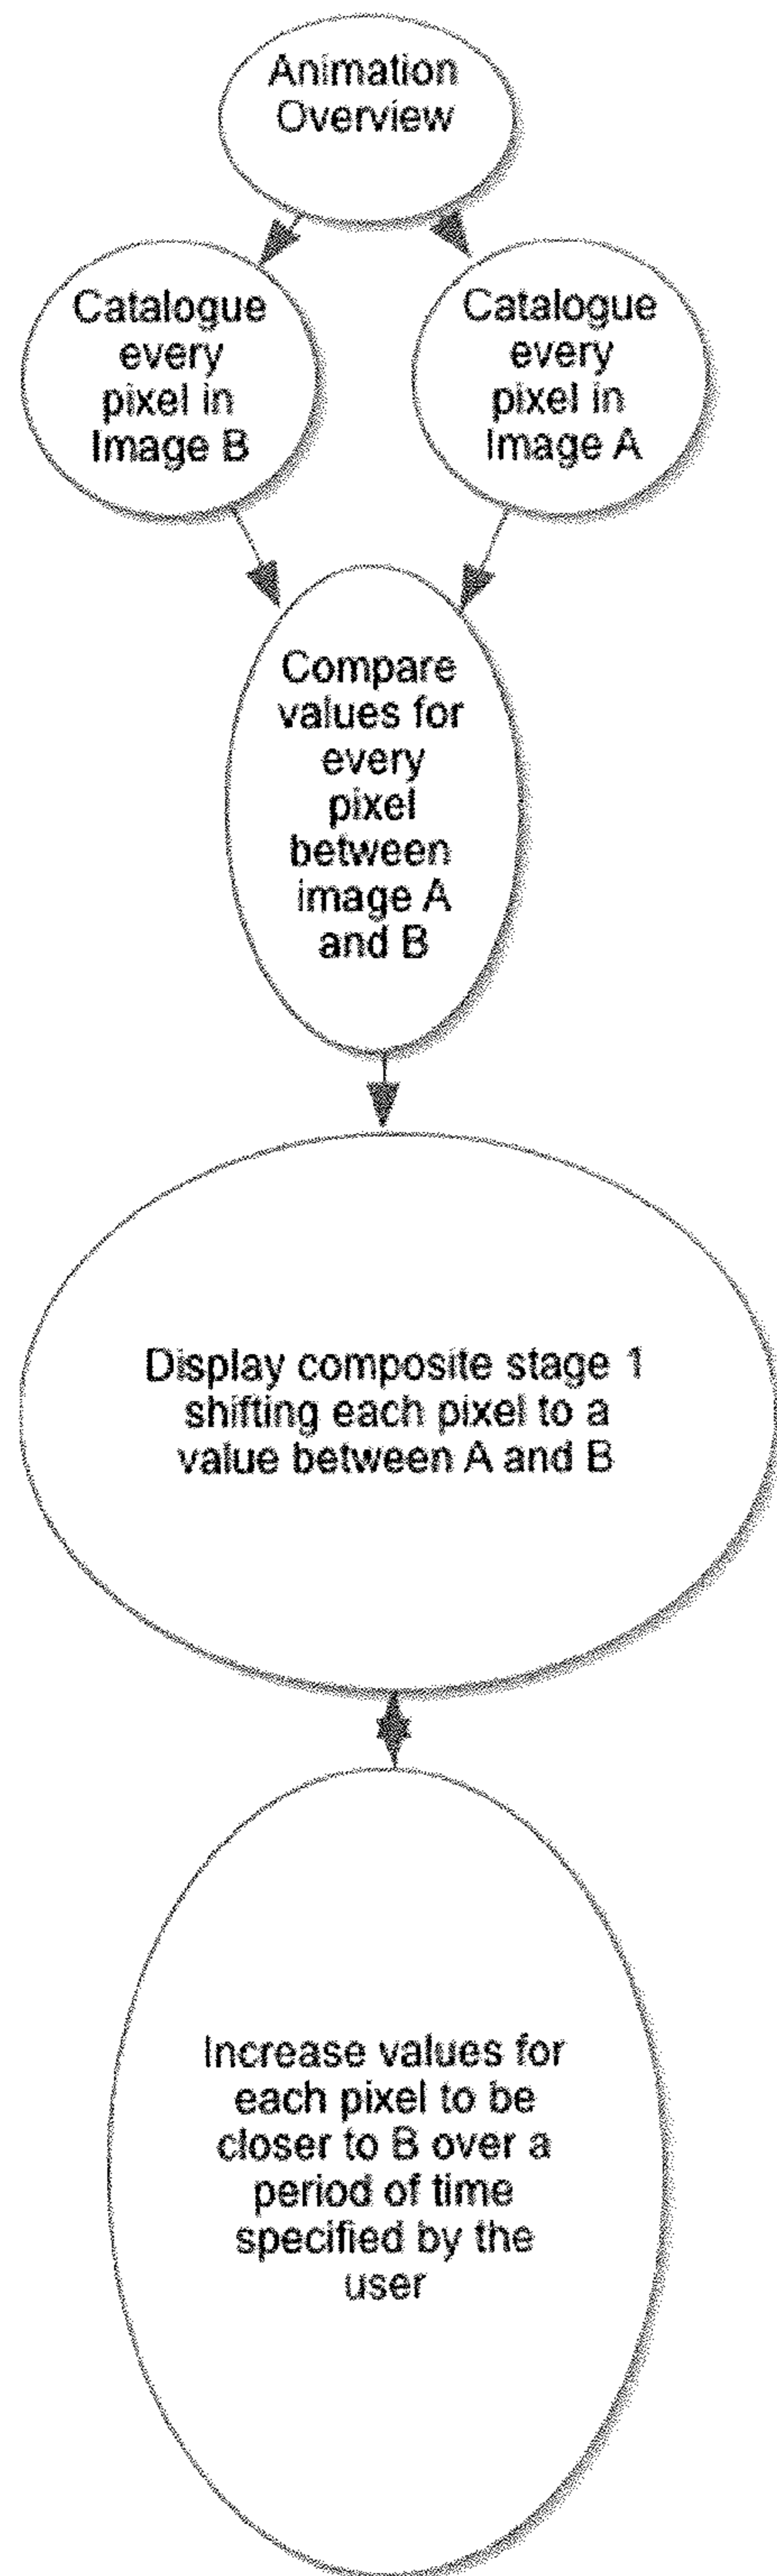 Animation
Overview
Catalogue
every
pixel in
Image B
Catalogue
every
pixel in
Image A
Compare
values for
every
pixel
between
image A
and B
Display composite stage 1
shifting each pixel to a
value between A and B
Increase values for
each pixel to be
closer to B over a
period of time
specified by the
user